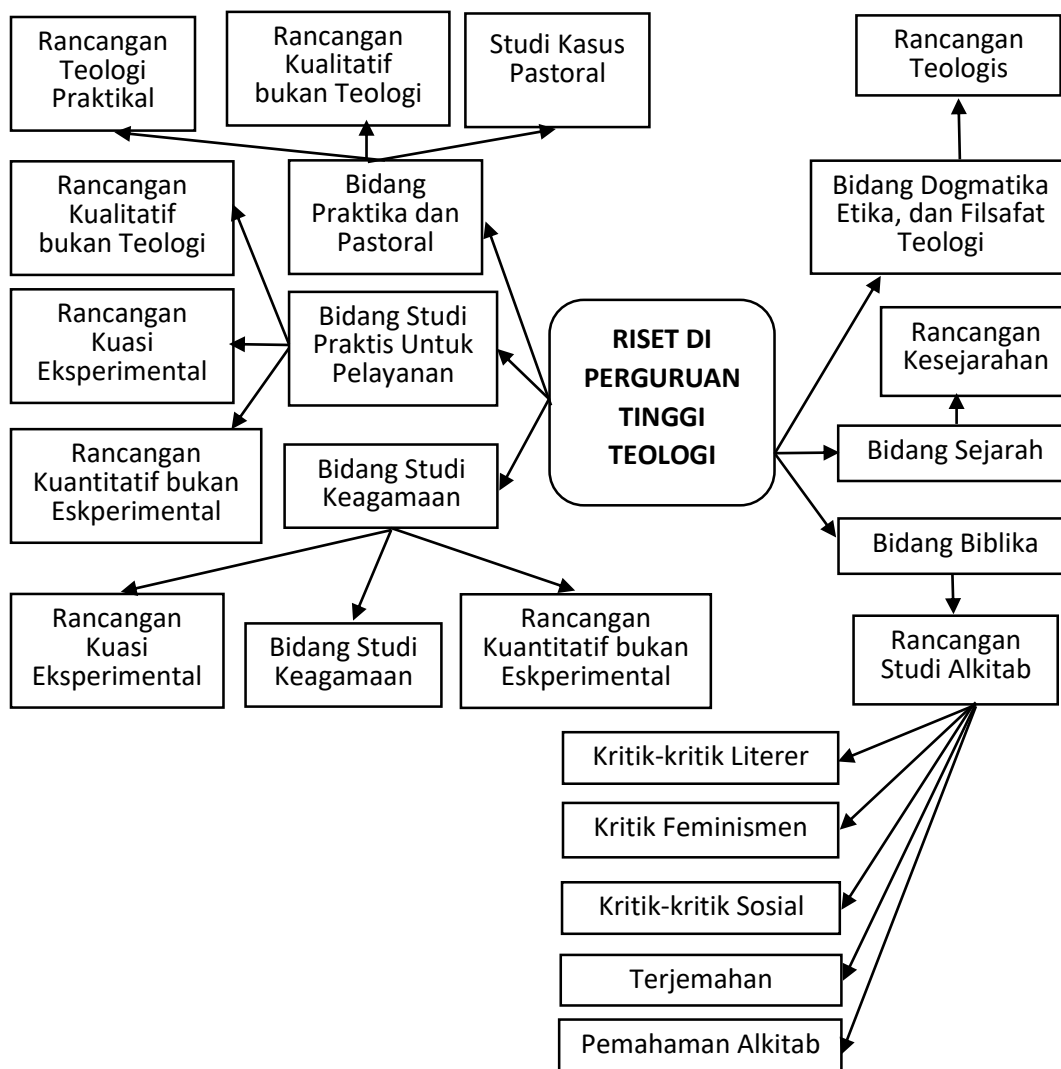 Rancangan
Teologi
Praktikal
Rancangan
Kualitatif
bukan Teologi
Studi Kasus
Pastoral
Rancangan
Teologis
Rancangan
Kualitatif
bukan Teologi
Bidang
Praktika dan
Pastoral
Bidang Dogmatika
Etika, dan Filsafat
Teologi
Rancangan
Kuasi
Eksperimental
Bidang Studi
Praktis Untuk
Pelayanan
RISET DI
PERGURUAN
TINGGI
TEOLOGI
Rancangan
Kesejarahan
Rancangan
Kuantitatif bukan
Eskperimental
Bidang Studi
Keagamaan
Bidang Sejarah
Bidang Biblika
Rancangan
Kuasi
Eksperimental
Bidang Studi
Keagamaan
Rancangan
Kuantitatif bukan
Eskperimental
Rancangan
Studi Alkitab
Kritik-kritik Literer
Kritik Feminismen
Kritik-kritik Sosial
Terjemahan
Pemahaman Alkitab